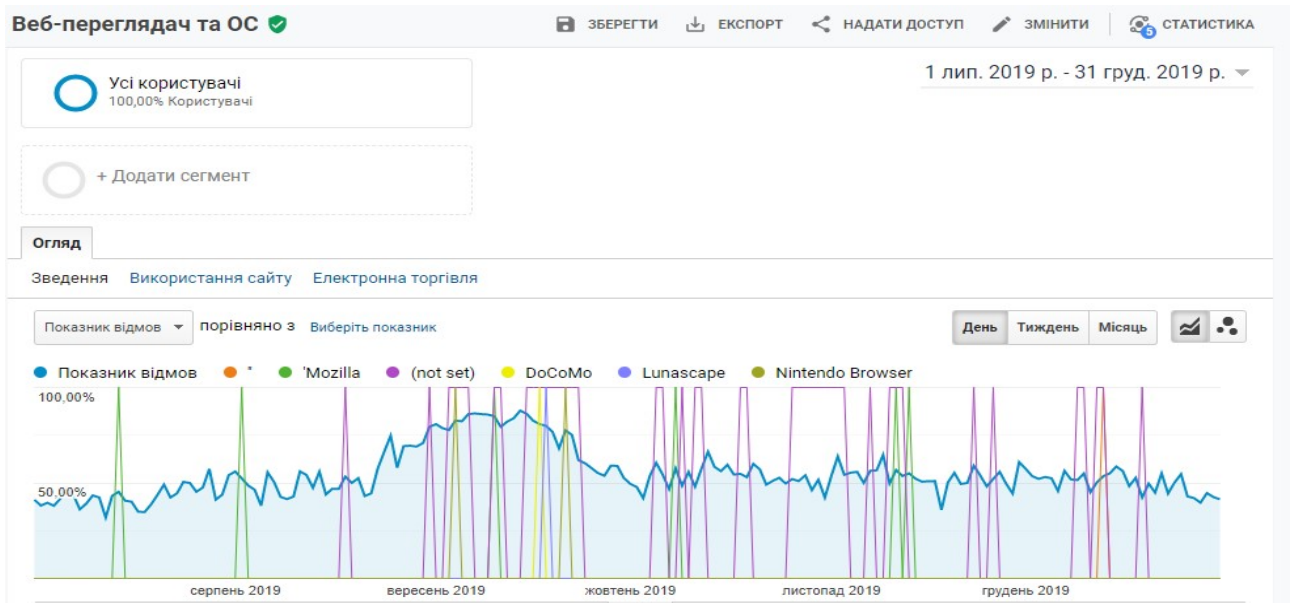 Веб-переглядач та ОС
ЗБЕРЕГТИ ЕКСПОРТ НАДАТИ ДОСТУП ЗМІНИТИ 5 СТАТИСТИКА
Усі користувачі
100,00% Користувачі
1 лип. 2019 р. - 31 груд. 2019 р.
+ Додати сегмент
Огляд
Зведення Використання сайту Електронна торгівля
Показник відмов порівняно з Виберіть показник
День Тиждень Місяць
Показник відмов " 'Mozilla (not set) DoCoMo Lunascape Nintendo Browser
100,00%
50,00%
серпень 2019 вересень 2019 жовтень 2019 листопад 2019 грудень 2019